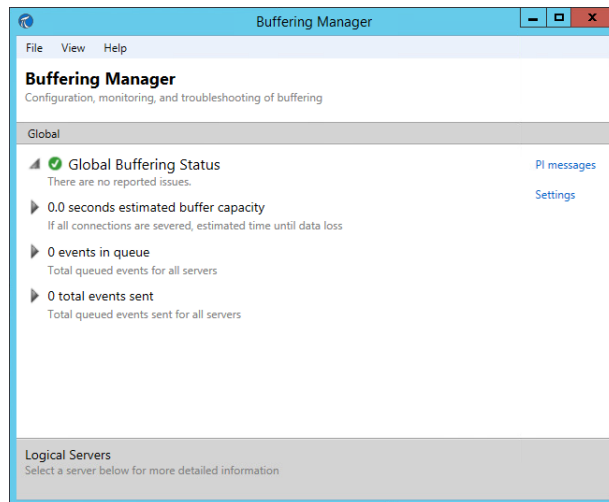 Buffering Manager
File View Help
Buffering Manager
Configuration, monitoring, and troubleshooting of buffering
Global
Global Buffering Status
There are no reported issues.
PI messages
0.0 seconds estimated buffer capacity
If all connections are severed, estimated time until data loss
Settings
0 events in queue
Total queued events for all servers
0 total events sent
Total queued events sent for all servers
Logical Servers
Select a server below for more detailed information